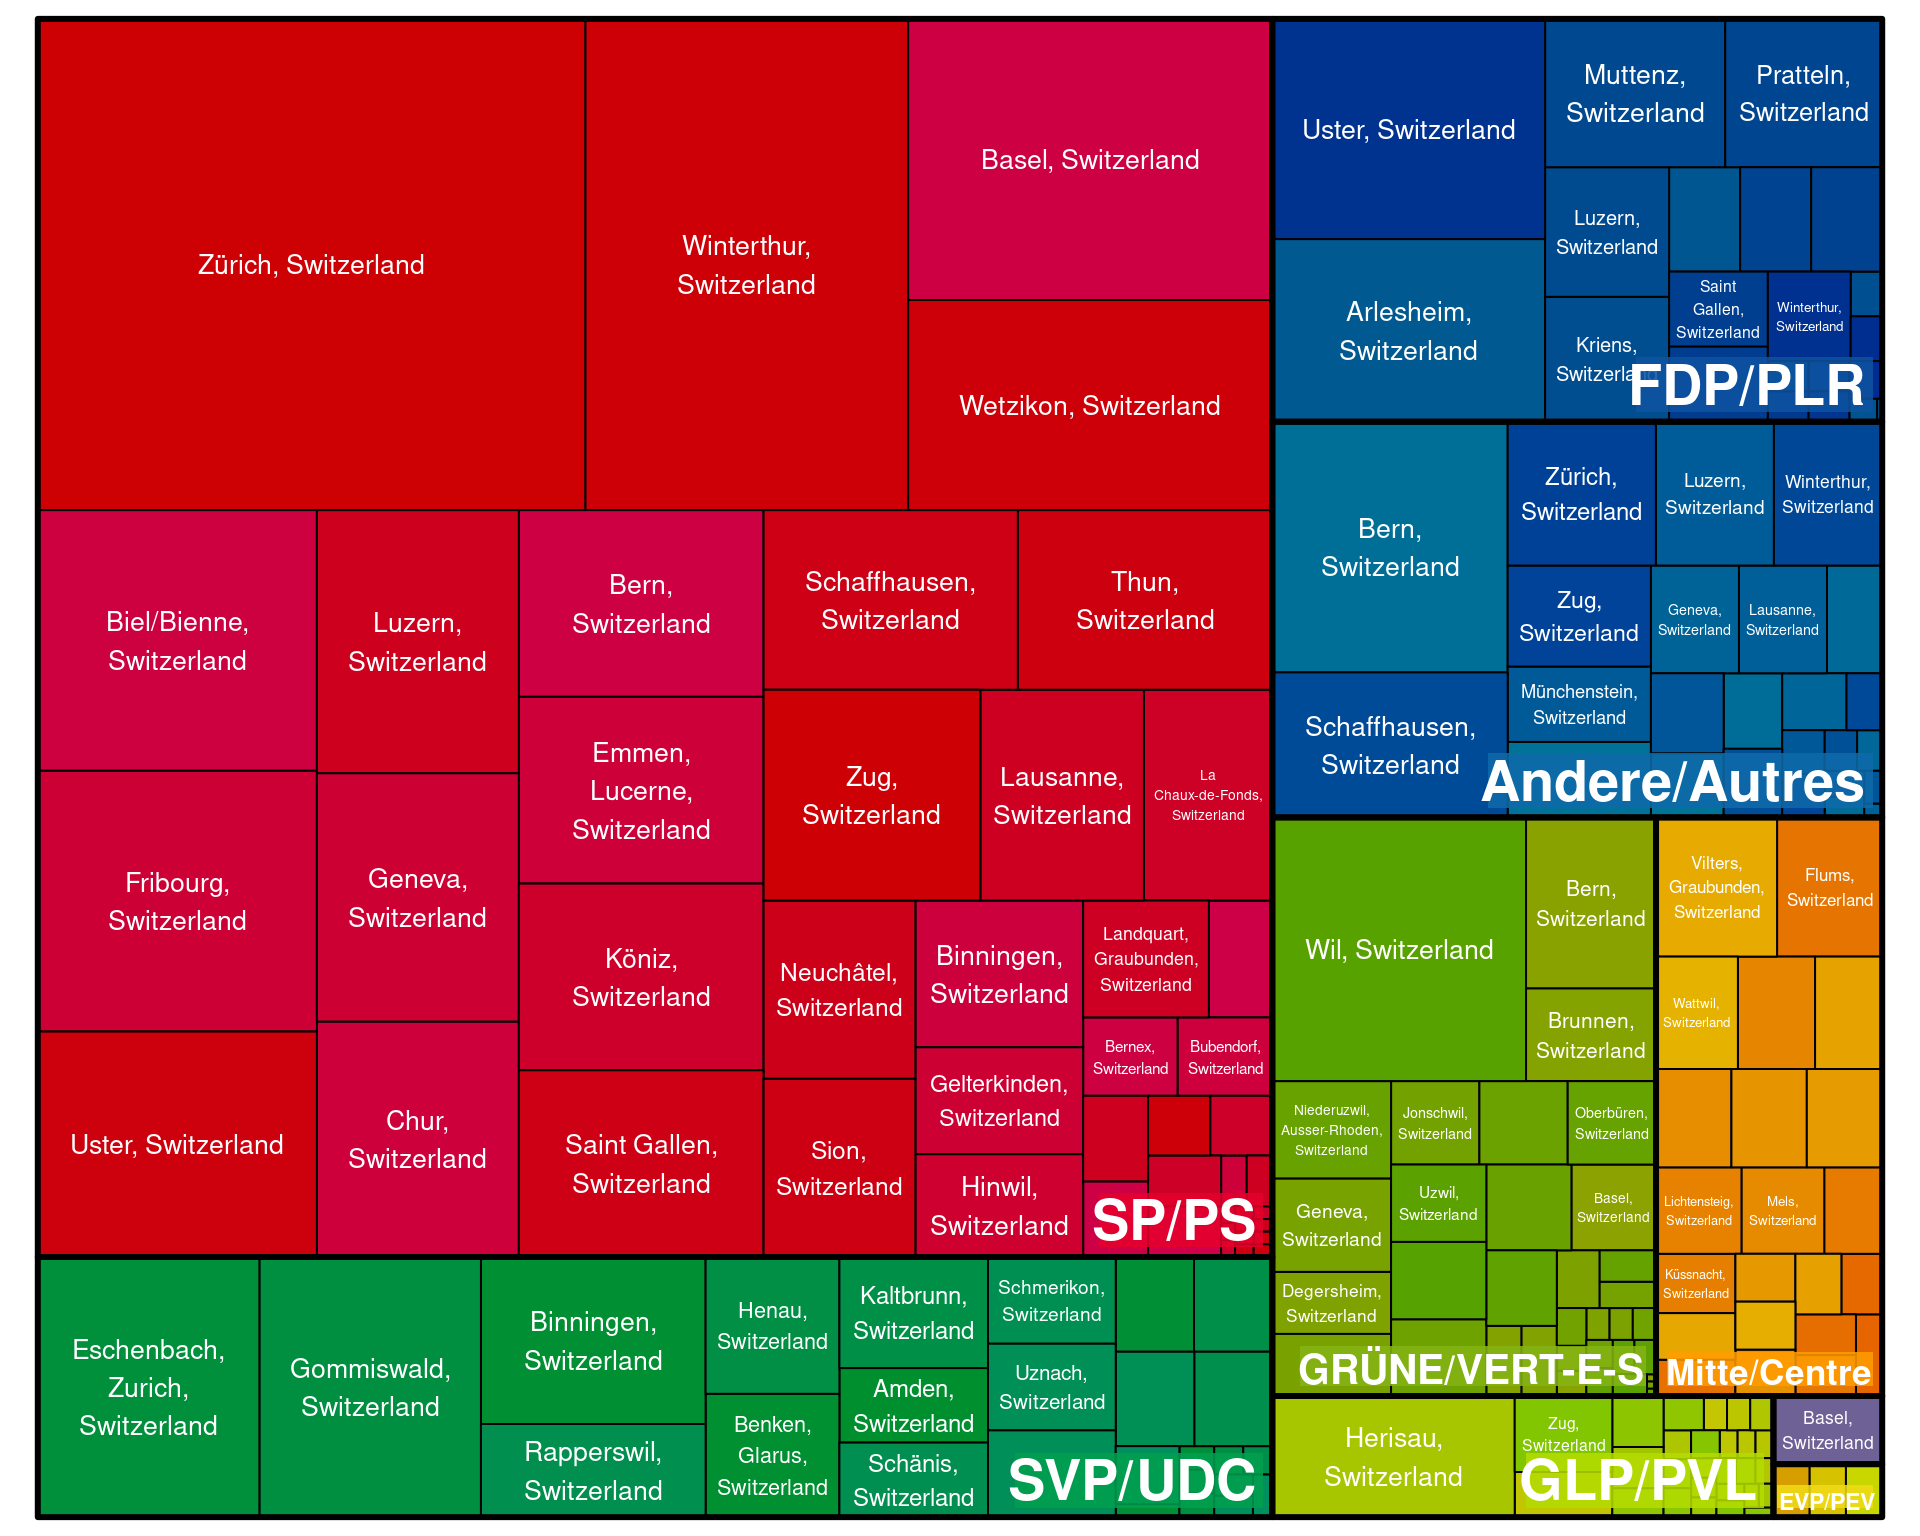 Zürich, Switzerland
Winterthur,
Switzerland
Basel, Switzerland
Wetzikon, Switzerland
Biel/Bienne,
Switzerland
Fribourg,
Switzerland
Uster, Switzerland
Luzern,
Switzerland
Geneva,
Switzerland
Chur,
Switzerland
Bern,
Switzerland
Emmen,
Lucerne,
Switzerland
Köniz,
Switzerland
Saint Gallen,
Switzerland
Schaffhausen,
Switzerland
Thun,
Switzerland
Zug,
Switzerland
Lausanne,
Switzerland
La
Chaux-de-Fonds,
Switzerland
Neuchâtel,
Switzerland
Sion,
Switzerland
Binningen,
Switzerland
Gelterkinden,
Switzerland
Hinwil,
Switzerland
Landquart,
Graubunden,
Switzerland
Bernex,
Switzerland
Bubendorf,
Switzerland
SP/PS
Eschenbach,
Zurich,
Switzerland
Gommiswald,
Switzerland
Binningen,
Switzerland
Rapperswil,
Switzerland
Henau,
Switzerland
Benken,
Glarus,
Switzerland
Kaltbrunn,
Switzerland
Amden,
Switzerland
Schänis,
Switzerland
Schmerikon,
Switzerland
Uznach,
Switzerland
SVP/UDC
Uster, Switzerland
Arlesheim,
Switzerland
Muttenz,
Switzerland
Pratteln,
Switzerland
Luzern,
Switzerland
Kriens,
Switzerland
Saint
Gallen,
Switzerland
Winterthur,
Switzerland
FDP/PLR
Bern,
Switzerland
Schaffhausen,
Switzerland
Zürich,
Switzerland
Luzern,
Switzerland
Winterthur,
Switzerland
Zug,
Switzerland
Geneva,
Switzerland
Lausanne,
Switzerland
Münchenstein,
Switzerland
Andere/Autres
Wil, Switzerland
Bern,
Switzerland
Brunnen,
Switzerland
Niederuzwil,
Ausser-Rhoden,
Switzerland
Jonschwil,
Switzerland
Oberbüren,
Switzerland
Geneva,
Switzerland
Uzwil,
Switzerland
Basel,
Switzerland
Degersheim,
Switzerland
GRÜNE/VERT-E-S
Vilters,
Graubunden,
Switzerland
Flums,
Switzerland
Wattwil,
Switzerland
Lichtensteig,
Switzerland
Mels,
Switzerland
Küssnacht,
Switzerland
Mitte/Centre
Herisau,
Switzerland
Zug,
Switzerland
GLP/PVL
Basel,
Switzerland
EVP/PEV